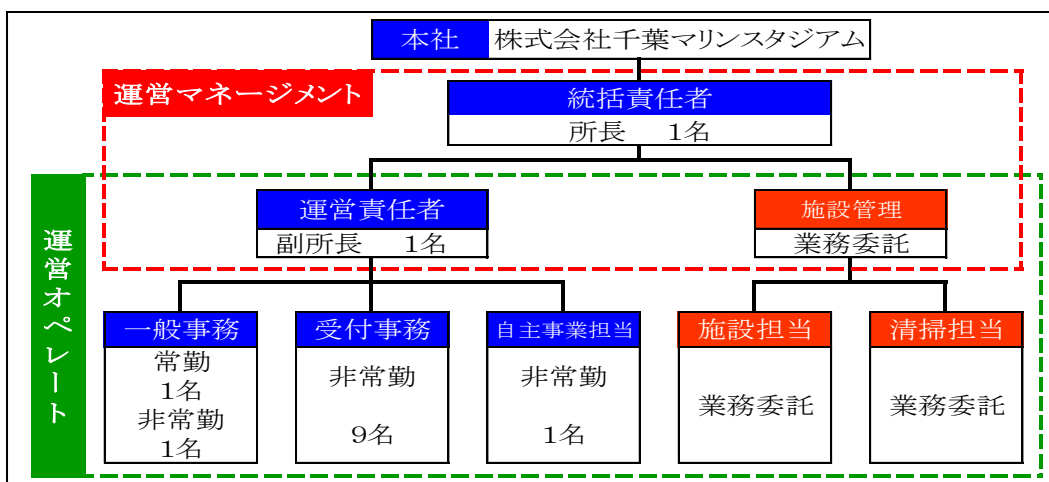 本社 株式会社千葉マリンスタジアム
運営マネージメント
統括責任者
所長 1名
運営オペレート
運営責任者
副所長 1名
施設管理
業務委託
一般事務
常勤
1名
非常勤
1名
受付事務
非常勤
9名
自主事業担当
非常勤
1名
施設担当
業務委託
清掃担当
業務委託